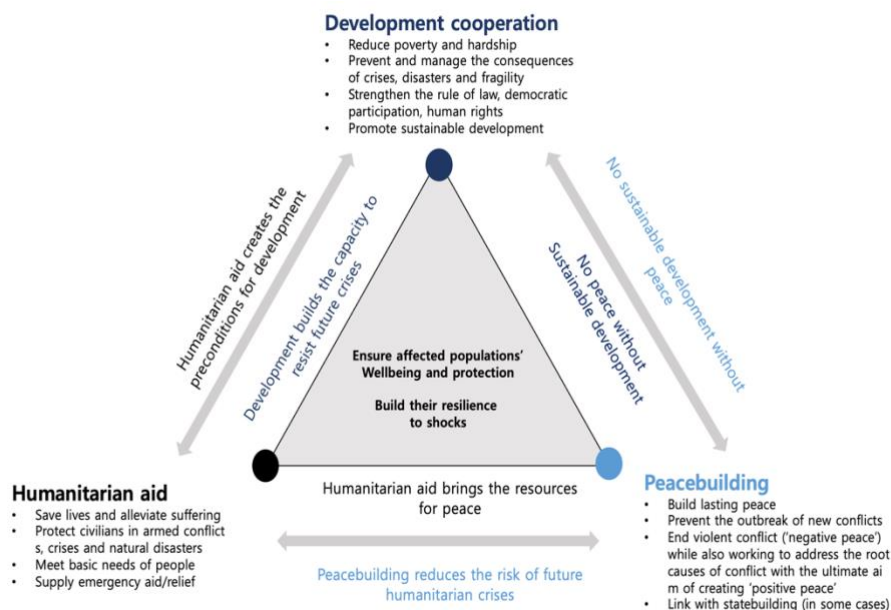 Development cooperation
• Reduce poverty and hardship
• Prevent and manage the consequences
of crises, disasters and fragility
• Strengthen the rule of law, democratic
participation, human rights
• Promote sustainable development
Humanitarian aid creates the
preconditions for development
Development builds the capacity to
resist future crises
No peace without
Sustainable development
No sustainable development without
peace
Ensure affected populations’
Wellbeing and protection
Build their resilience
to shocks
Humanitarian aid
• Save lives and alleviate suffering
• Protect civilians in armed conflict
s, crises and natural disasters
• Meet basic needs of people
• Supply emergency aid/relief
Humanitarian aid brings the resources
for peace
Peacebuilding reduces the risk of future
humanitarian crises
Peacebuilding
• Build lasting peace
• Prevent the outbreak of new conflicts
• End violent conflict (‘negative peace’)
while also working to address the root
causes of conflict with the ultimate ai
m of creating ‘positive peace’
• Link with statebuilding (in some cases)